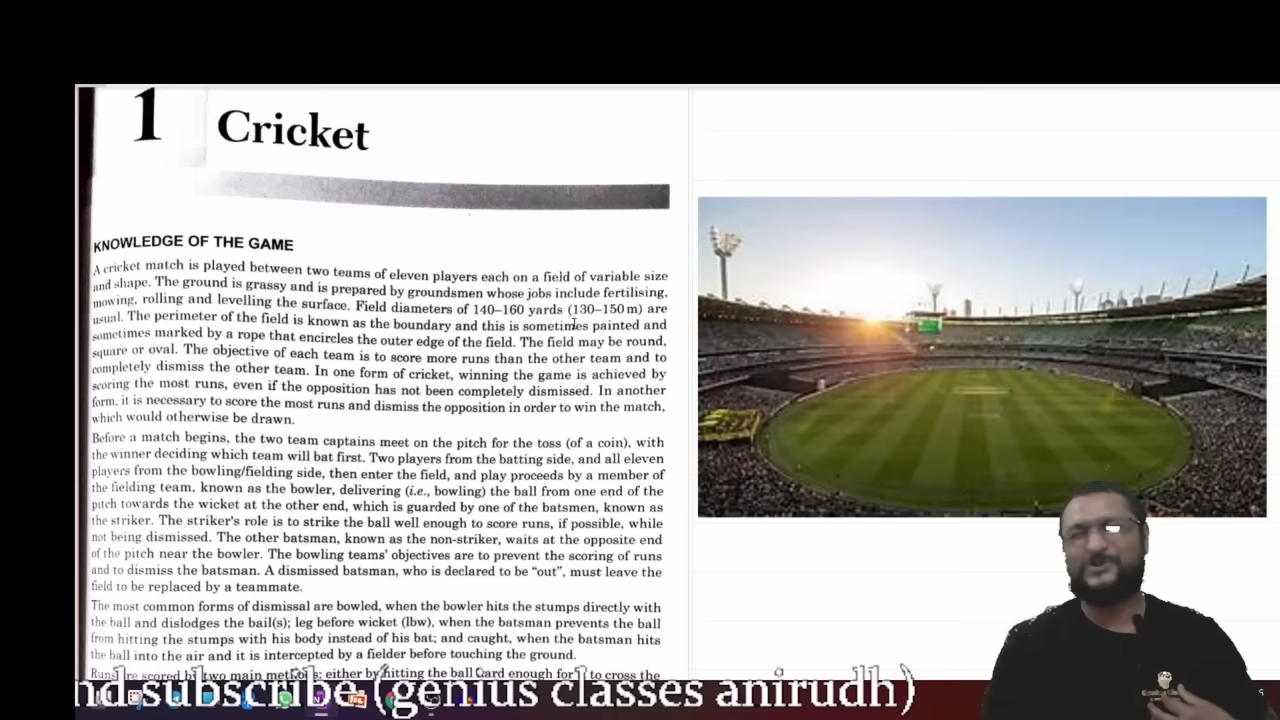 1
Cricket
KNOWLEDGE OF THE GAME
A cricket match is played between two teams of eleven players each on a field of variable size
and shape. The ground is grassy and is prepared by groundsmen whose jobs include fertilising,
mowing, rolling and levelling the surface. Field diameters of 140–160 yards (130–150 m) are
usual. The perimeter of the field is known as the boundary and this is sometimes painted and
sometimes marked by a rope that encircles the outer edge of the field. The field may be round,
square or oval. The objective of each team is to score more runs than the other team and to
completely dismiss the other team. In one form of cricket, winning the game is achieved by
scoring the most runs, even if the opposition has not been completely dismissed. In another
form, it is necessary to score the most runs and dismiss the opposition in order to win the match,
which would otherwise be drawn.
Before a match begins, the two team captains meet on the pitch for the toss (of a coin), with
the winner deciding which team will bat first. Two players from the batting side, and all eleven
players from the bowling/fielding side, then enter the field, and play proceeds by a member of
the fielding team, known as the bowler, delivering (i.e., bowling) the ball from one end of the
pitch towards the wicket at the other end, which is guarded by one of the batsmen, known as
the striker. The striker's role is to strike the ball well enough to score runs, if possible, while
not being dismissed. The other batsman, known as the non-striker, waits at the opposite end
of the pitch near the bowler. The bowling teams' objectives are to prevent the scoring of runs
and to dismiss the batsman. A dismissed batsman, who is declared to be “out”, must leave the
field to be replaced by a teammate.
The most common forms of dismissal are bowled, when the bowler hits the stumps directly with
the ball and dislodges the bail(s); leg before wicket (lbw), when the batsman prevents the ball
from hitting the stumps with his body instead of his bat; and caught, when the batsman hits
the ball into the air and it is intercepted by a fielder before touching the ground.
Runs are scored by two main methods: either by hitting the ball hard enough for to cross the
nd subscribe (genius classes anirudh)